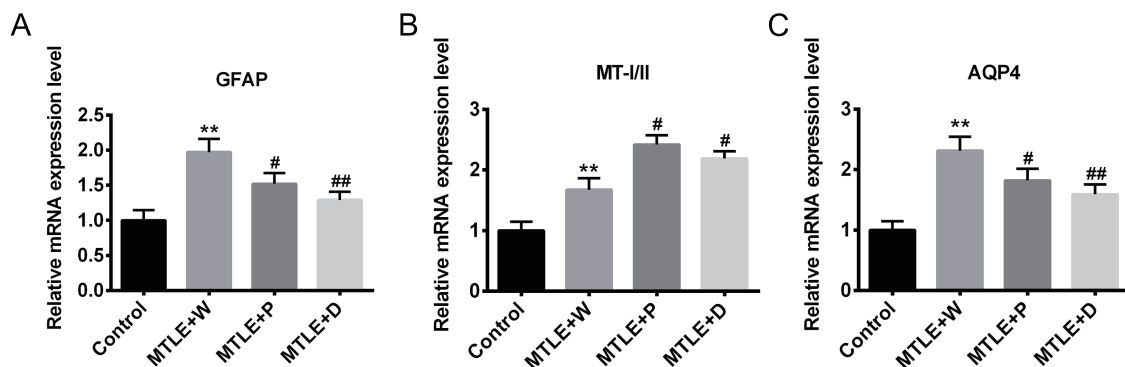 A
Relative mRNA expression level
GFAP
2.5
2.0
1.5
1.0
0.5
0.0
**
#
##
Control
MTLE+W
MTLE+P
MTLE+D
B
Relative mRNA expression level
MT-I/II
3
2
1
0
**
#
#
Control
MTLE+W
MTLE+P
MTLE+D
C
Relative mRNA expression level
AQP4
3
2
1
0
**
#
##
Control
MTLE+W
MTLE+P
MTLE+D